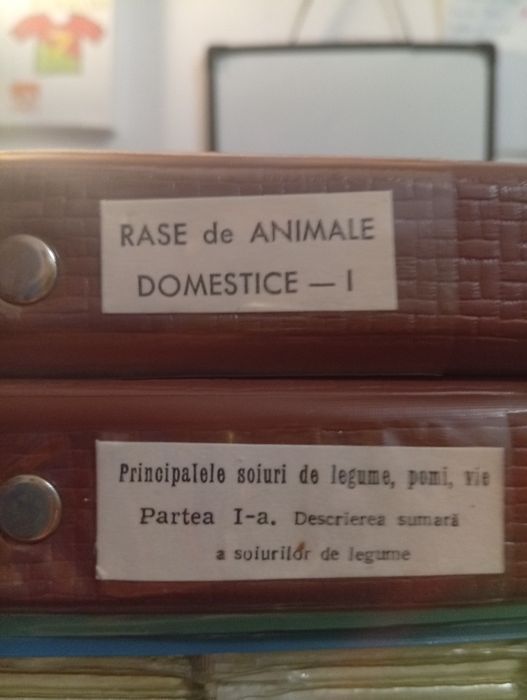 RASE de ANIMALE
DOMESTICE — I
Principalele soiuri de legume, pomi, vie
Partea I-a. Descrierea sumară
a soiurilor de legume